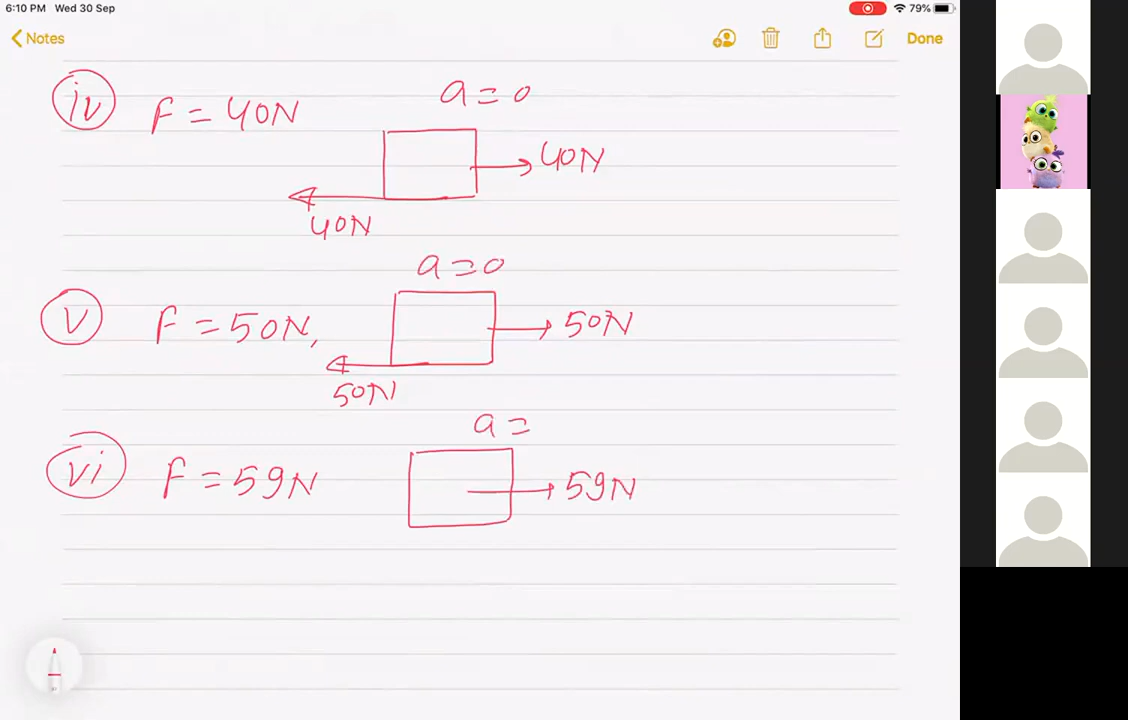 6:10 PM Wed 30 Sep
79%
Notes
Done
iv F = 40N
a = 0
40N
40N
a = 0
v F = 50N,
50N
50N
a =
vi F = 59N
59N